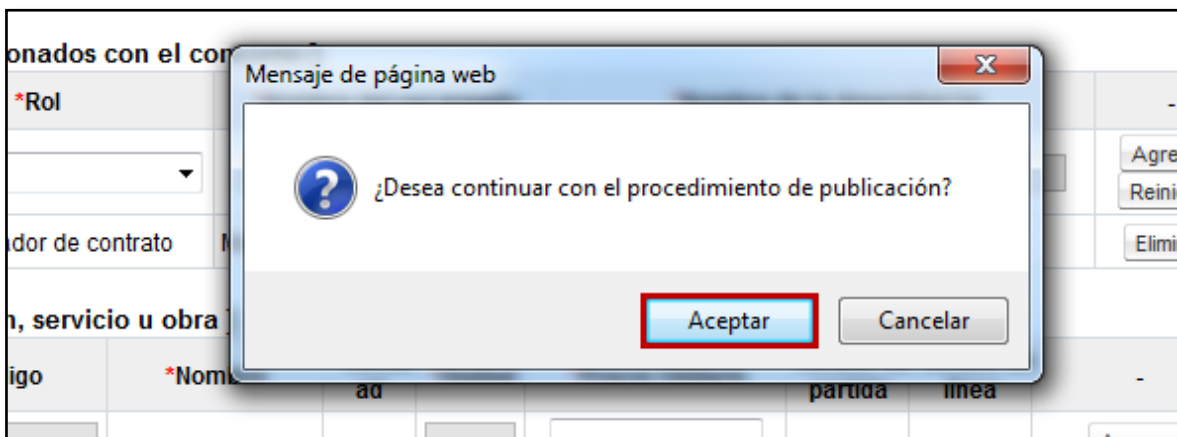 onados con el con
Mensaje de página web
*Rol
-
Agre
Reini
¿Desea continuar con el procedimiento de publicación?
ador de contrato
Elimi
n, servicio u obra ]
Aceptar
Cancelar
igo
*Nom
ad
partida
línea
-